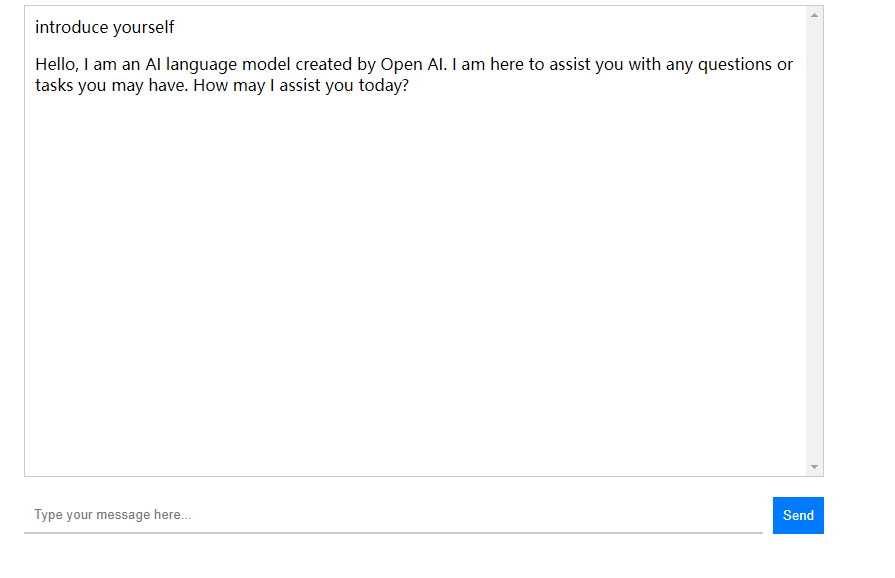 introduce yourself
Hello, I am an AI language model created by Open AI. I am here to assist you with any questions or
tasks you may have. How may I assist you today?
Type your message here...
Send